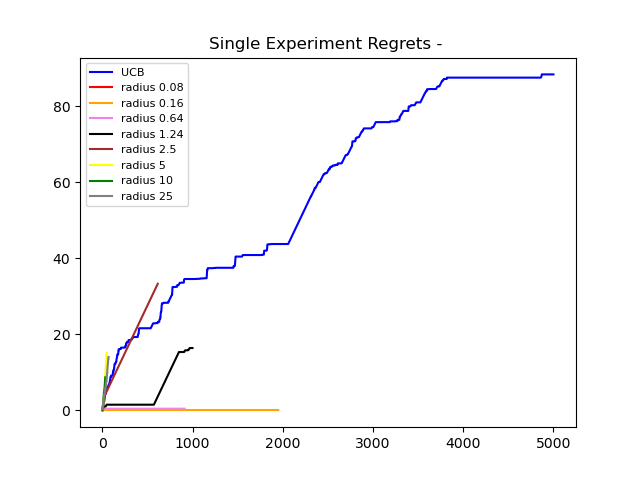 Single Experiment Regrets -
UCB
radius 0.08
radius 0.16
radius 0.64
radius 1.24
radius 2.5
radius 5
radius 10
radius 25
80
60
40
20
0
0 1000 2000 3000 4000 5000